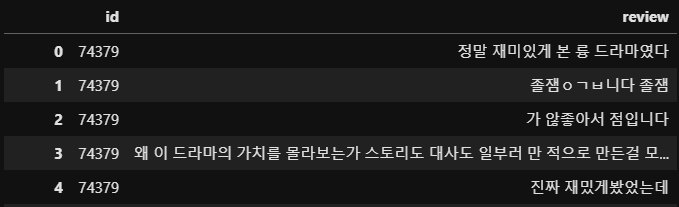 id review
0 74379 정말 재미있게 본 륭 드라마였다
1 74379 졸잼ㅇㄱㅂ니다 졸잼
2 74379 가 않좋아서 점입니다
3 74379 왜 이 드라마의 가치를 몰라보는가 스토리도 대사도 일부러 만 적으로 만든걸 모...
4 74379 진짜 재밌게봤었는데